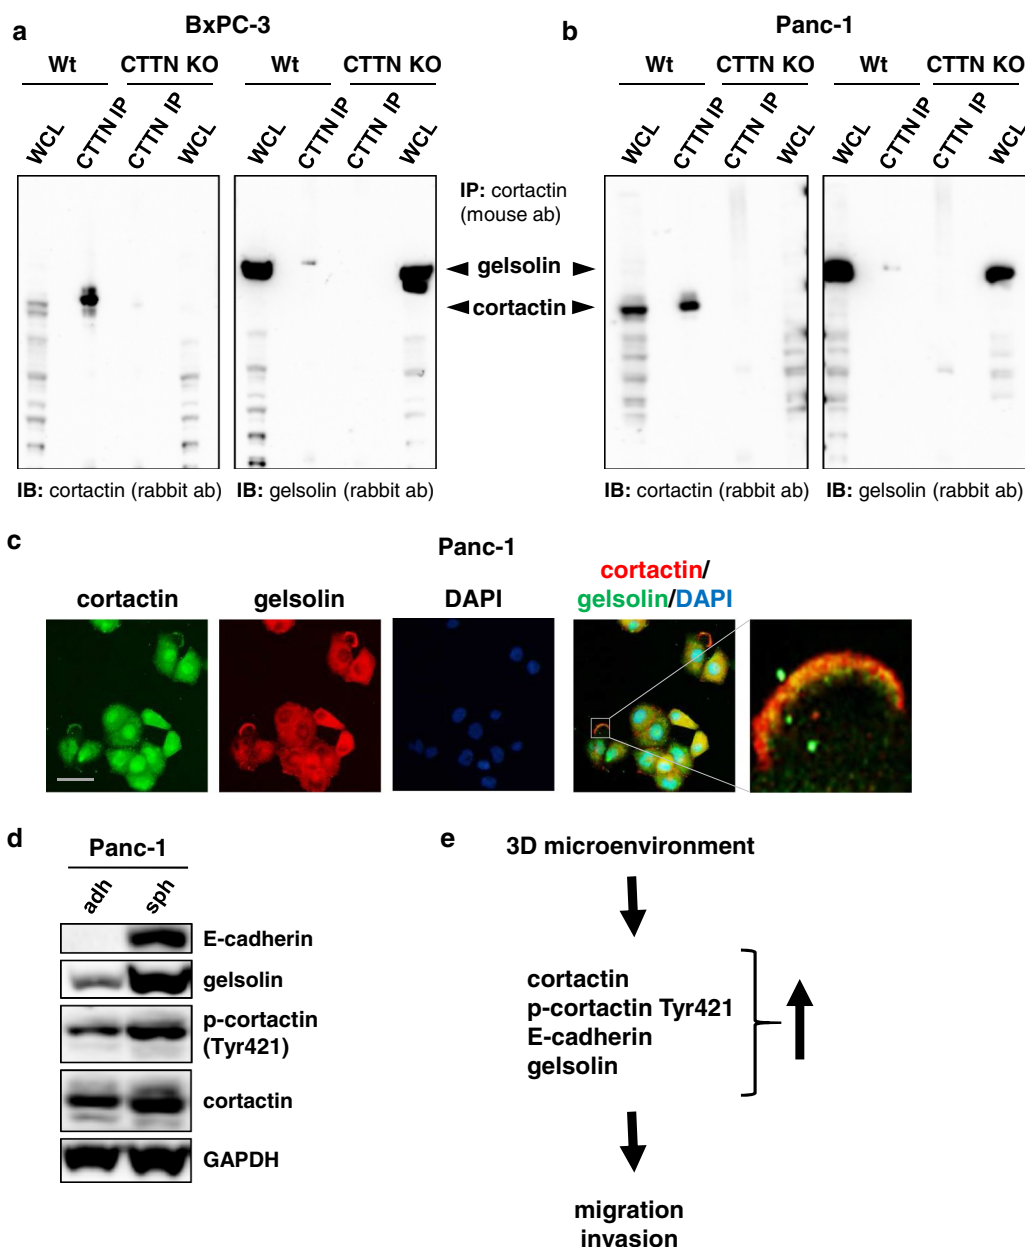 a
BxPC-3
Wt
CTTN KO
Wt
CTTN KO
WCL
CTTN IP
CTTN IP
WCL
WCL
CTTN IP
CTTN IP
WCL
IB: cortactin (rabbit ab)
IB: gelsolin (rabbit ab)
IP: cortactin
(mouse ab)
gelsolin
cortactin
b
Panc-1
Wt
CTTN KO
Wt
CTTN KO
WCL
CTTN IP
CTTN IP
WCL
WCL
CTTN IP
CTTN IP
WCL
IB: cortactin (rabbit ab)
IB: gelsolin (rabbit ab)
c
Panc-1
cortactin
gelsolin
DAPI
cortactin/
gelsolin/DAPI
d
Panc-1
adh
sph
E-cadherin
gelsolin
p-cortactin
(Tyr421)
cortactin
GAPDH
e
3D microenvironment
cortactin
p-cortactin Tyr421
E-cadherin
gelsolin
migration
invasion